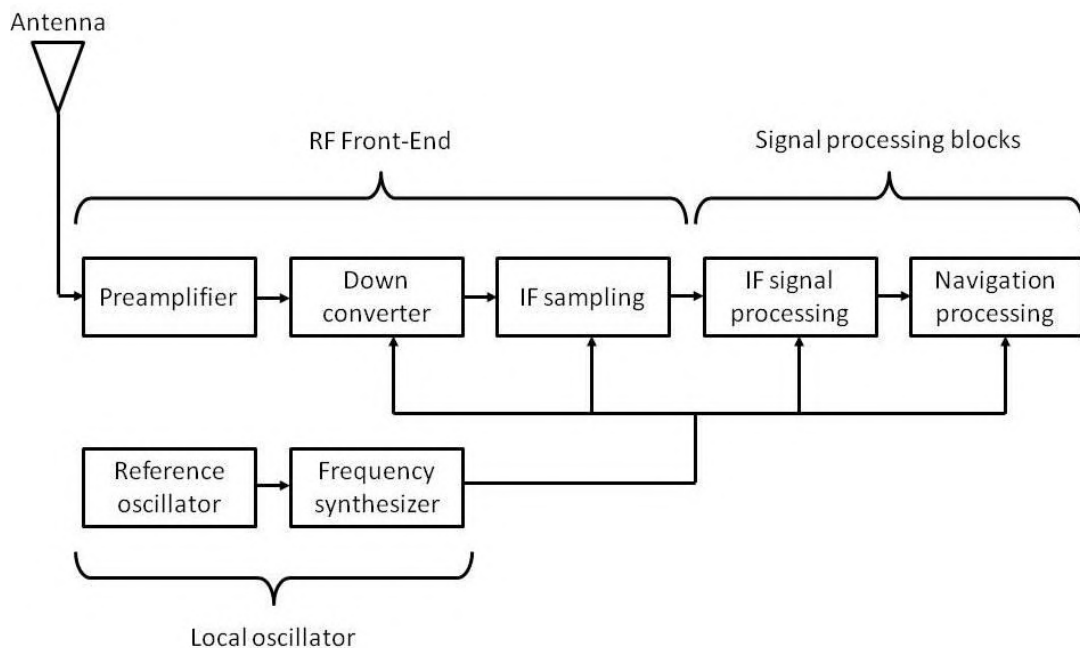 Antenna
RF Front-End
Signal processing blocks
Preamplifier
Down
converter
IF sampling
IF signal
processing
Navigation
processing
Reference
oscillator
Frequency
synthesizer
Local oscillator